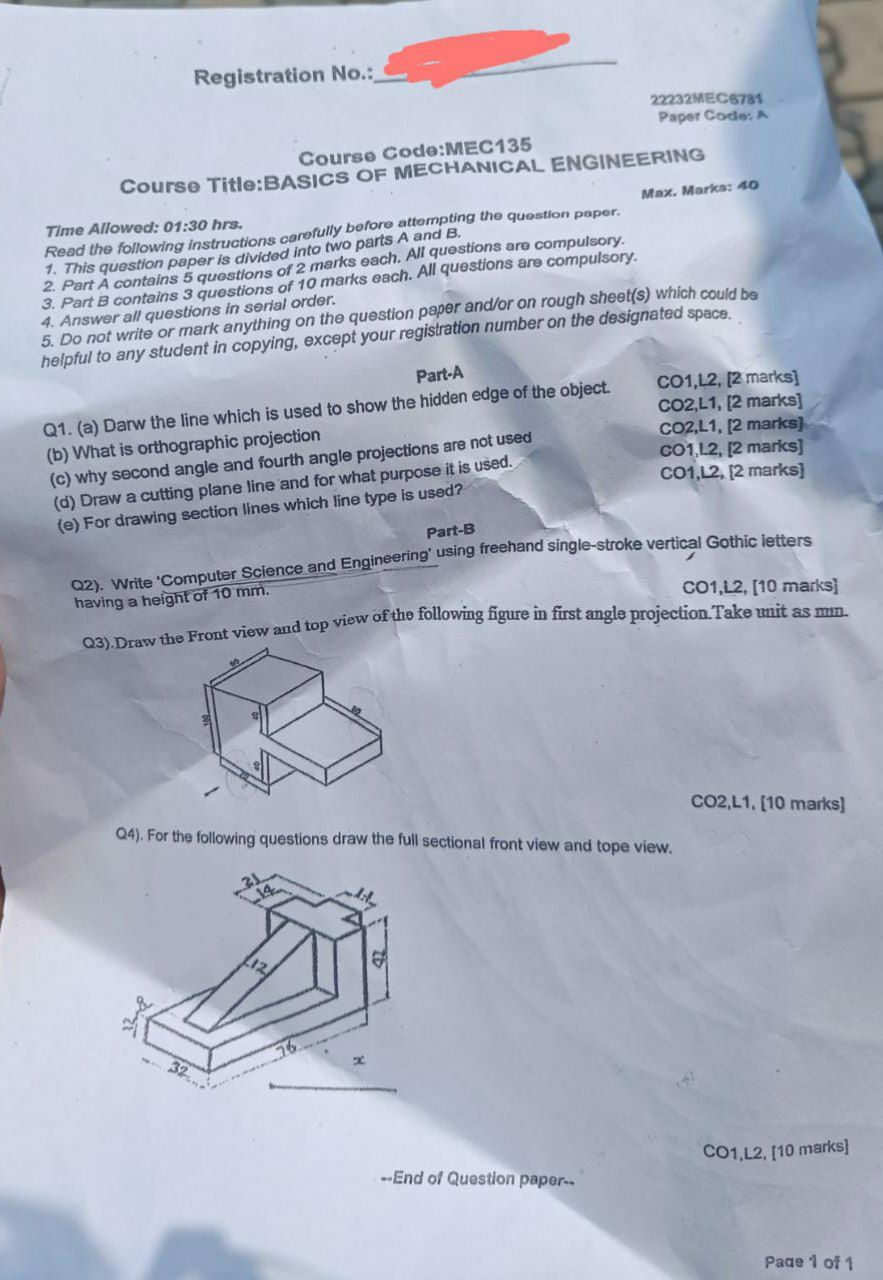 Registration No.:
22232MEC6781
Paper Code: A
Course Code:MEC135
Course Title:BASICS OF MECHANICAL ENGINEERING
Time Allowed: 01:30 hrs.
Max. Marks: 40
Read the following instructions carefully before attempting the question paper.
1. This question paper is divided into two parts A and B.
2. Part A contains 5 questions of 2 marks each. All questions are compulsory.
3. Part B contains 3 questions of 10 marks each. All questions are compulsory.
4. Answer all questions in serial order.
5. Do not write or mark anything on the question paper and/or on rough sheet(s) which could be
helpful to any student in copying, except your registration number on the designated space.
Part-A
Q1. (a) Darw the line which is used to show the hidden edge of the object. CO1,L2, [2 marks]
(b) What is orthographic projection CO2,L1, [2 marks]
(c) why second angle and fourth angle projections are not used CO2,L1, [2 marks]
(d) Draw a cutting plane line and for what purpose it is used. CO1,L2, [2 marks]
(e) For drawing section lines which line type is used? CO1,L2, [2 marks]
Part-B
Q2). Write 'Computer Science and Engineering' using freehand single-stroke vertical Gothic letters
having a height of 10 mm.
CO1,L2, [10 marks]
Q3).Draw the Front view and top view of the following figure in first angle projection.Take unit as mm.
100
40
CO2,L1, [10 marks]
Q4). For the following questions draw the full sectional front view and tope view.
21
14
12
42
12
32
76
x
CO1,L2, [10 marks]
--End of Question paper--
Page 1 of 1